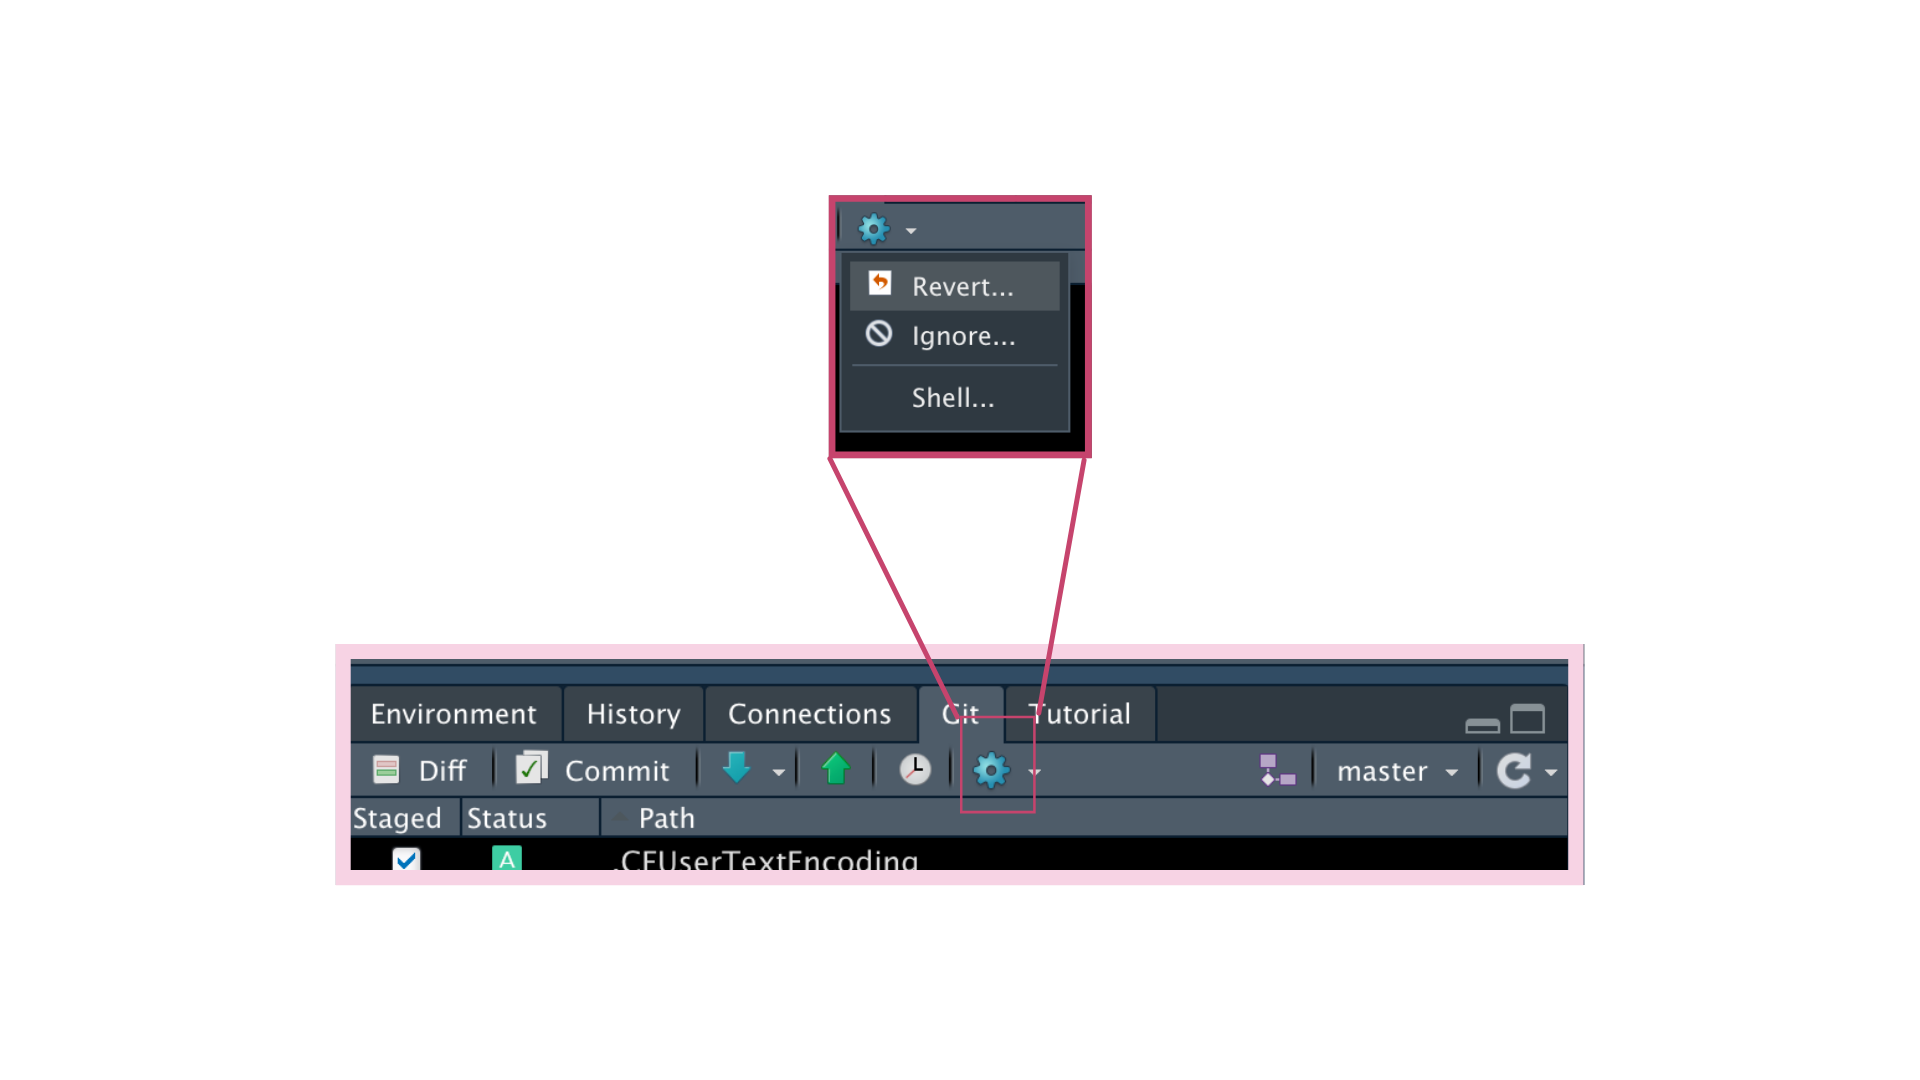 Revert...
Ignore...
Shell...
Environment History Connections Git Tutorial
Diff Commit master
Staged Status Path
A .CFUserTextEncoding